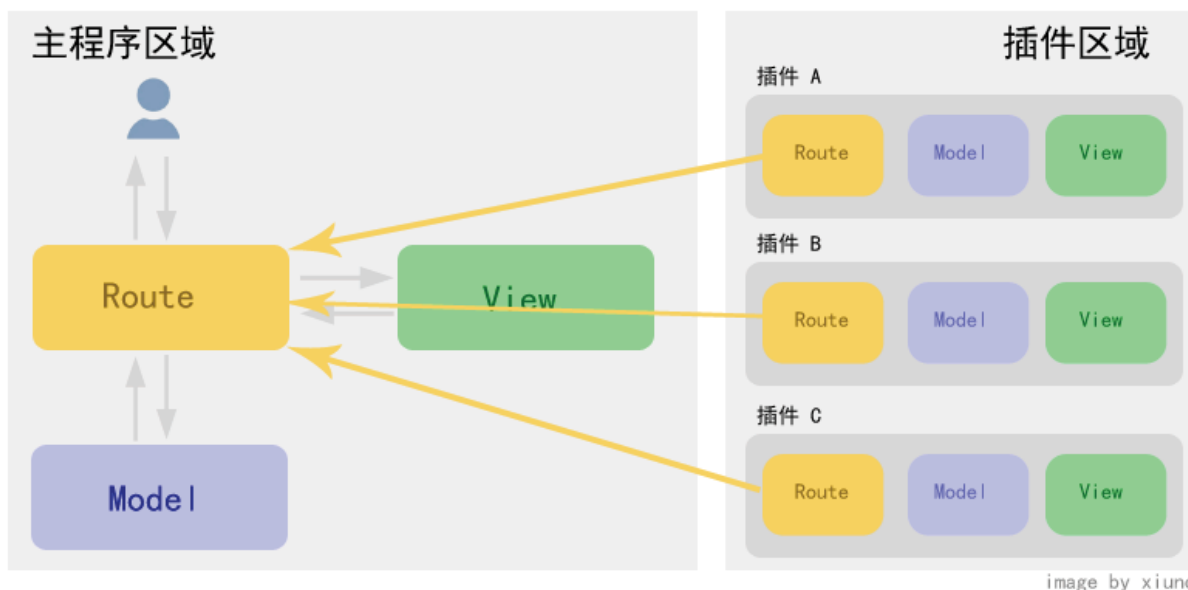 主程序区域
插件区域
插件 A
Route
Model
View
Route
View
插件 B
Route
Model
View
Model
插件 C
Route
Model
View
image by xiuno